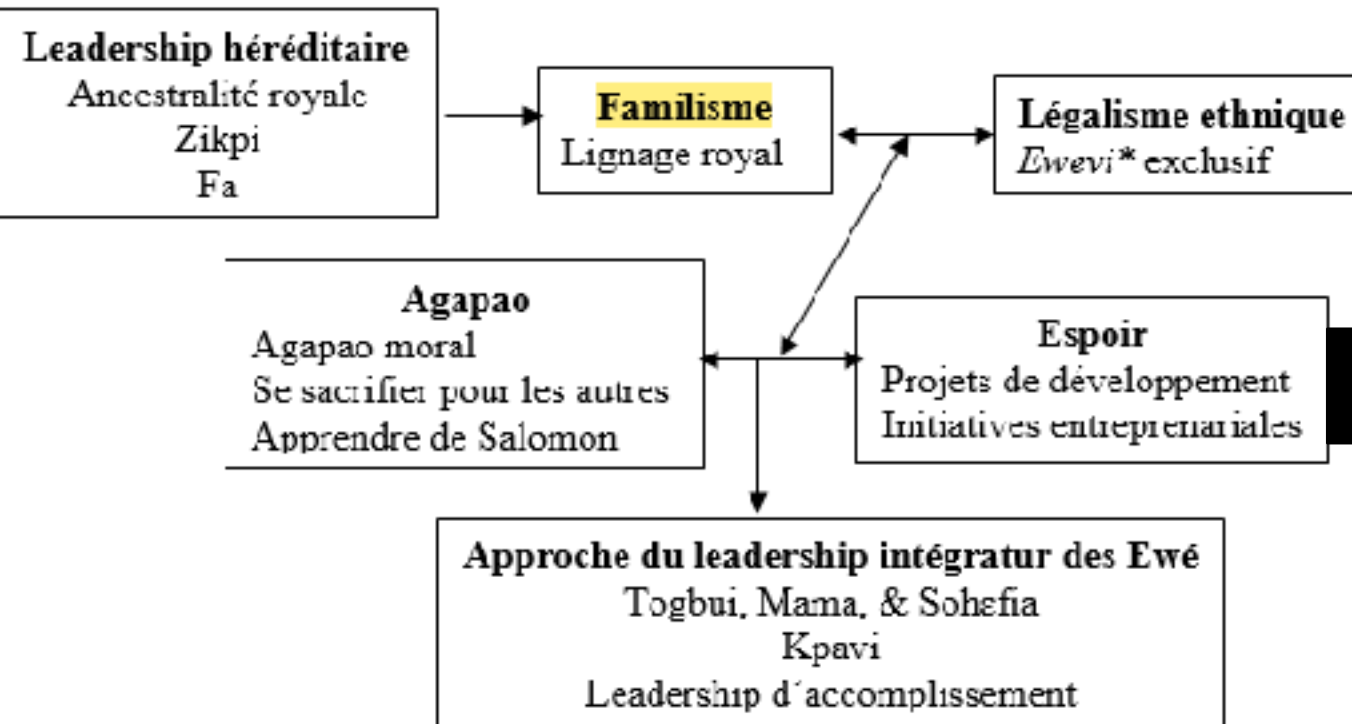 Leadership héréditaire
Ancestralité royale
Zikpi
Fa
Familisme
Lignage royal
Légalisme ethnique
Ewevi* exclusif
Agapao
Agapao moral
Se sacrifier pour les autres
Apprendre de Salomon
Espoir
Projets de développement
Initiatives entreprenariales
Approche du leadership intégratur des Ewé
Togbui, Mama, & Sohefia
Kpavi
Leadership d´accomplissement